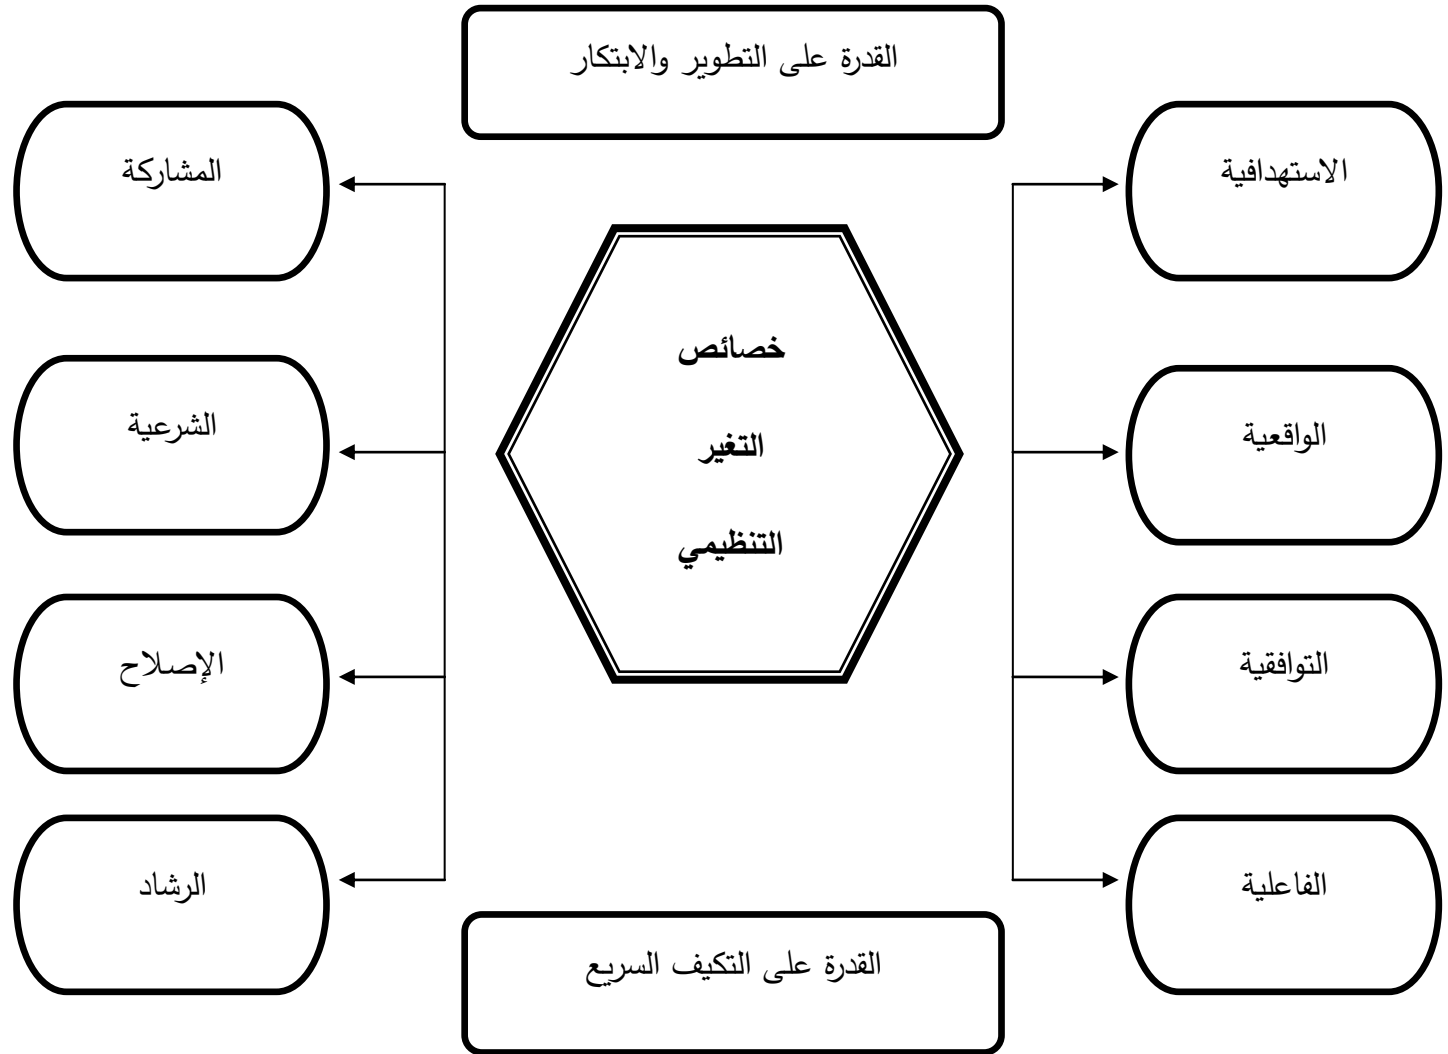 القدرة على التطوير والابتكار
الاستهدافية
المشاركة
خصائص
التغير
التنظيمي
الواقعية
الشرعية
التوافقية
الإصلاح
الفاعلية
الرشاد
القدرة على التكيف السريع